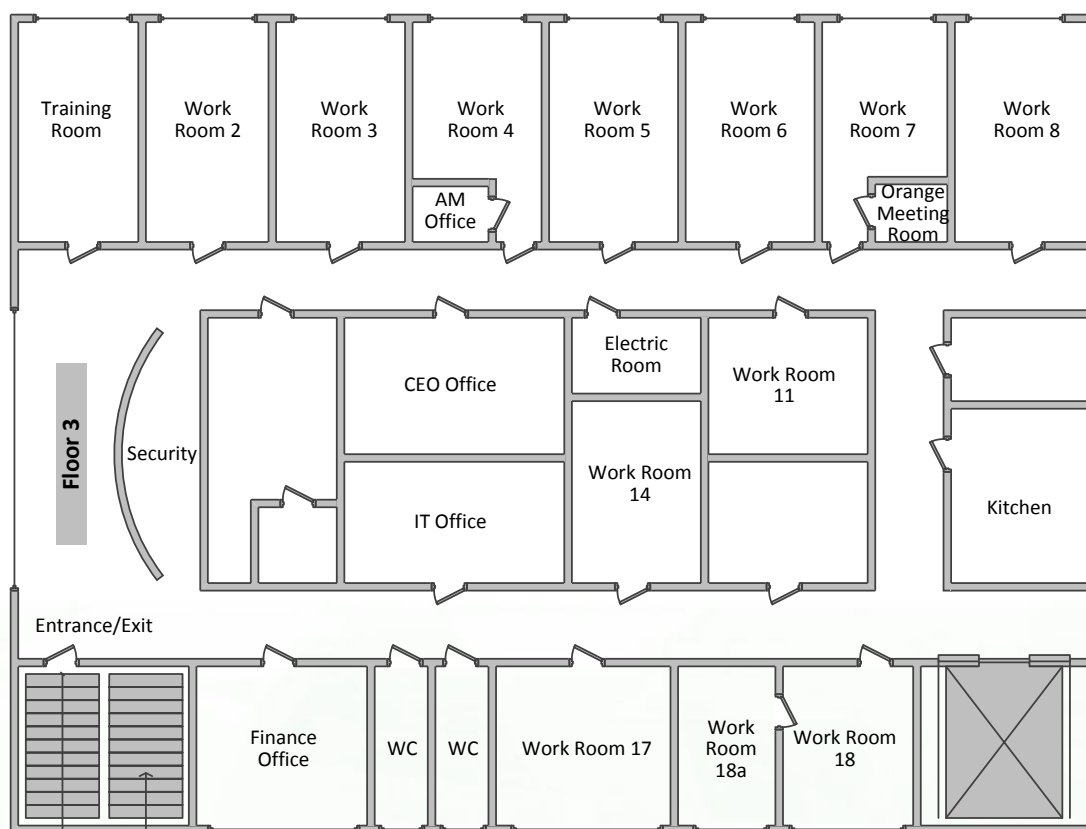 Training
Room
Work
Room 2
Work
Room 3
Work
Room 4
Work
Room 5
Work
Room 6
Work
Room 7
Work
Room 8
AM
Office
Orange
Meeting
Room
Electric
Room
CEO Office
Work Room
11
Floor 3
Security
Work Room
14
IT Office
Kitchen
Entrance/Exit
Finance
Office
WC
WC
Work Room 17
Work
Room
18a
Work Room
18